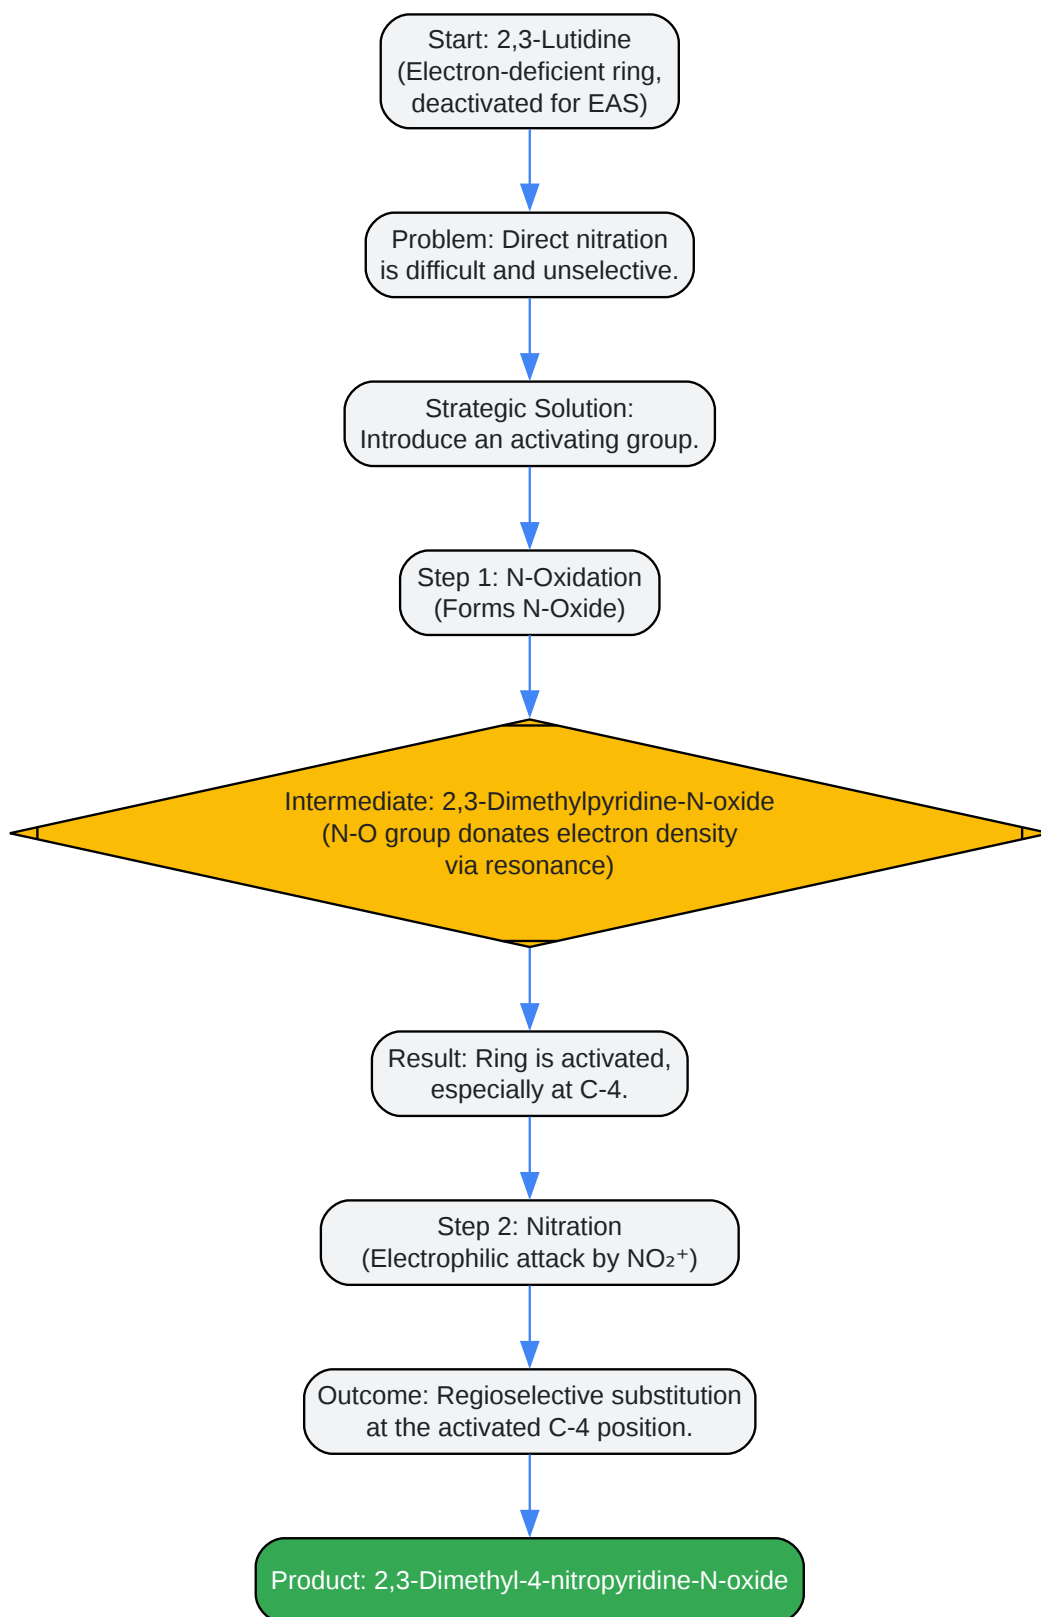 Start: 2,3-Lutidine
(Electron-deficient ring,
deactivated for EAS)
Problem: Direct nitration
is difficult and unselective.
Strategic Solution:
Introduce an activating group.
Step 1: N-Oxidation
(Forms N-Oxide)
Intermediate: 2,3-Dimethylpyridine-N-oxide
(N-O group donates electron density
via resonance)
Result: Ring is activated,
especially at C-4.
Step 2: Nitration
(Electrophilic attack by NO₂⁺)
Outcome: Regioselective substitution
at the activated C-4 position.
Product: 2,3-Dimethyl-4-nitropyridine-N-oxide